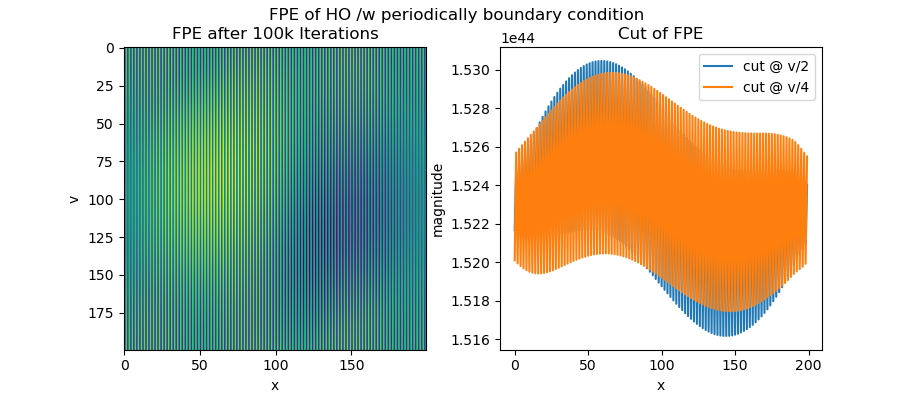 FPE of HO /w periodically boundary condition
FPE after 100k Iterations
0
25
50
75
100
125
150
175
v
0
50
100
150
x
Cut of FPE
1e44
1.530
1.528
1.526
1.524
1.522
1.520
1.518
1.516
magnitude
cut @ v/2
cut @ v/4
0
50
100
150
200
x